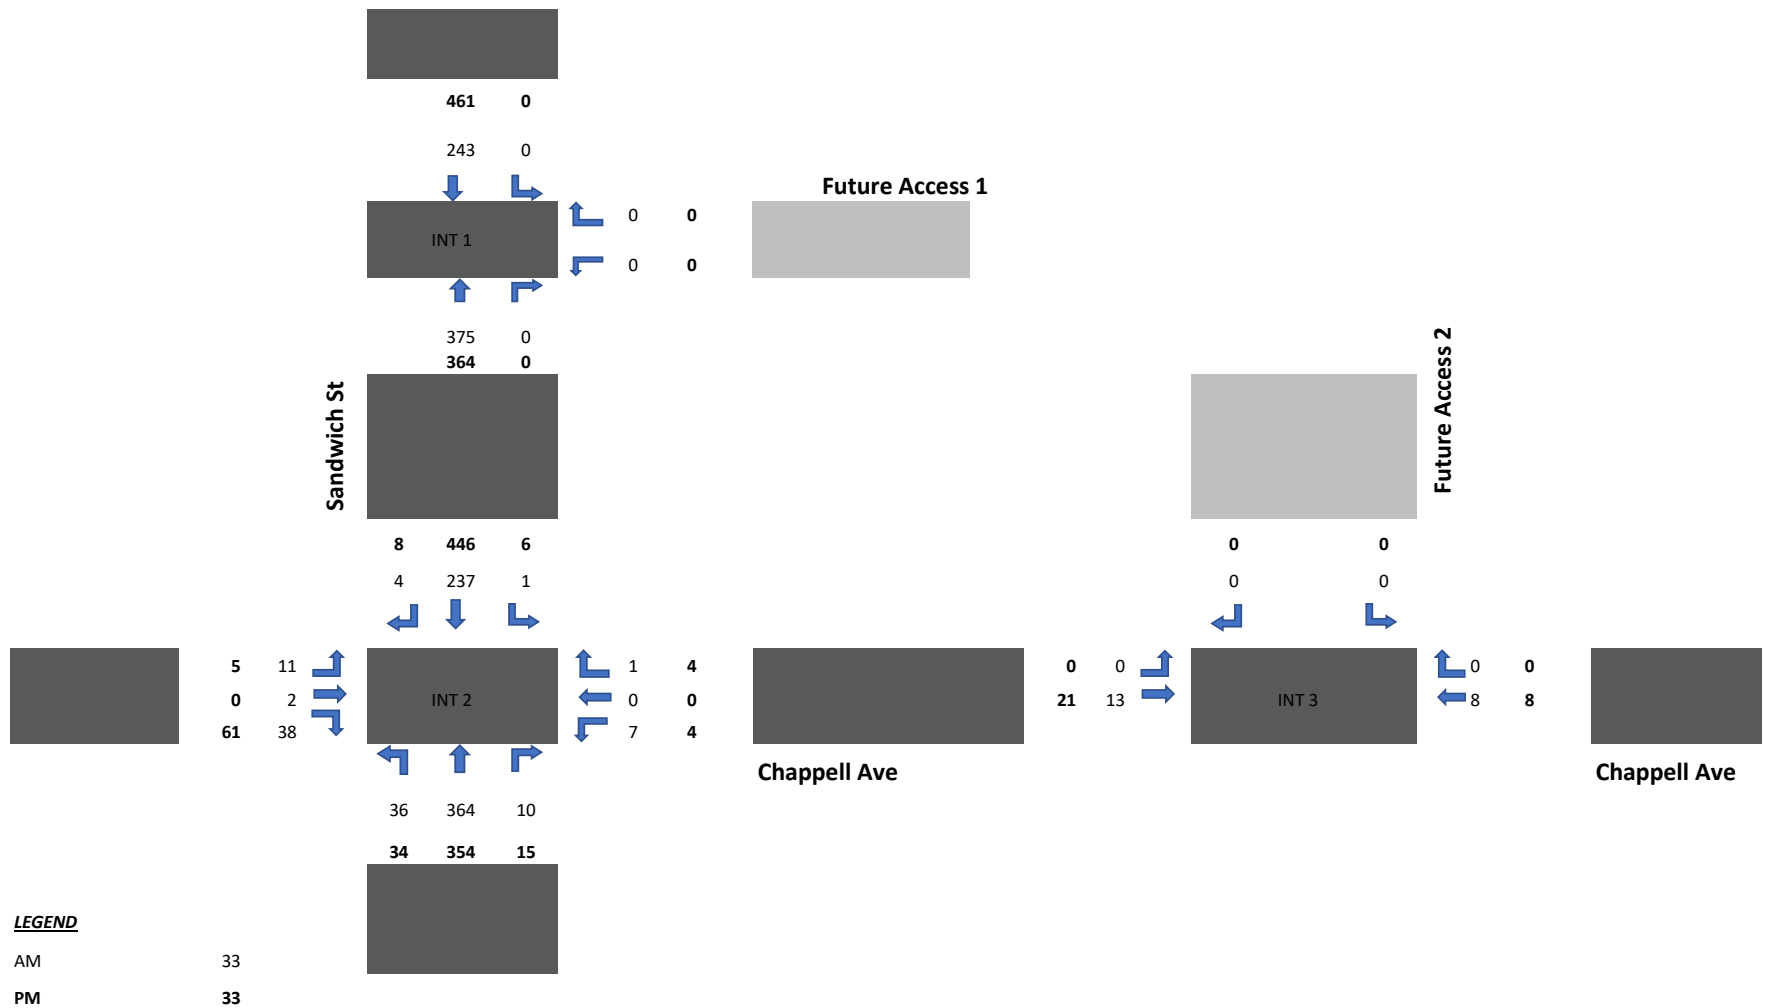 461 0
243 0
Future Access 1
0 0
INT 1
0 0
375 0
364 0
Sandwich St
Future Access 2
8 446 6
0 0
4 237 1
0 0
5 11
1 4
0 0
0 0
0 2
INT 2
0 0
21 13
INT 3
8 8
61 38
7 4
Chappell Ave
Chappell Ave
36 364 10
34 354 15
LEGEND
AM 33
PM 33